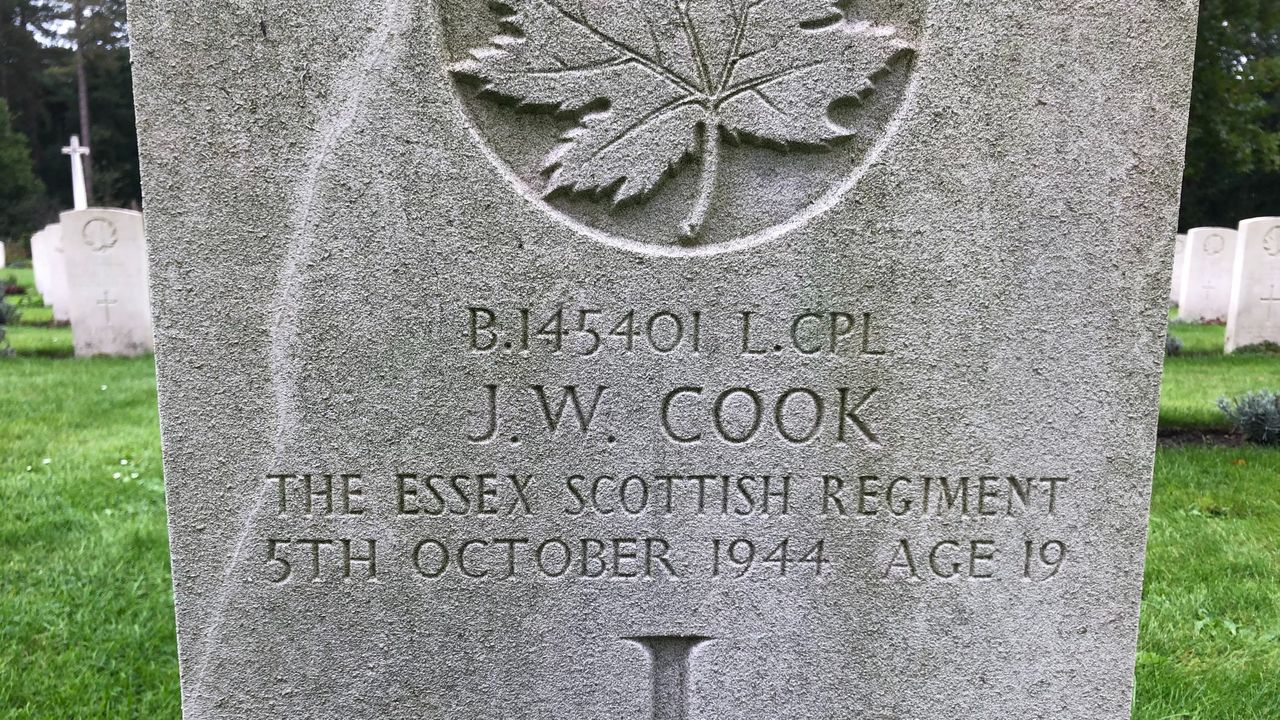 B.145401 L.CPL
J.W. COOK
THE ESSEX SCOTTISH REGIMENT
5TH OCTOBER 1944 AGE 19